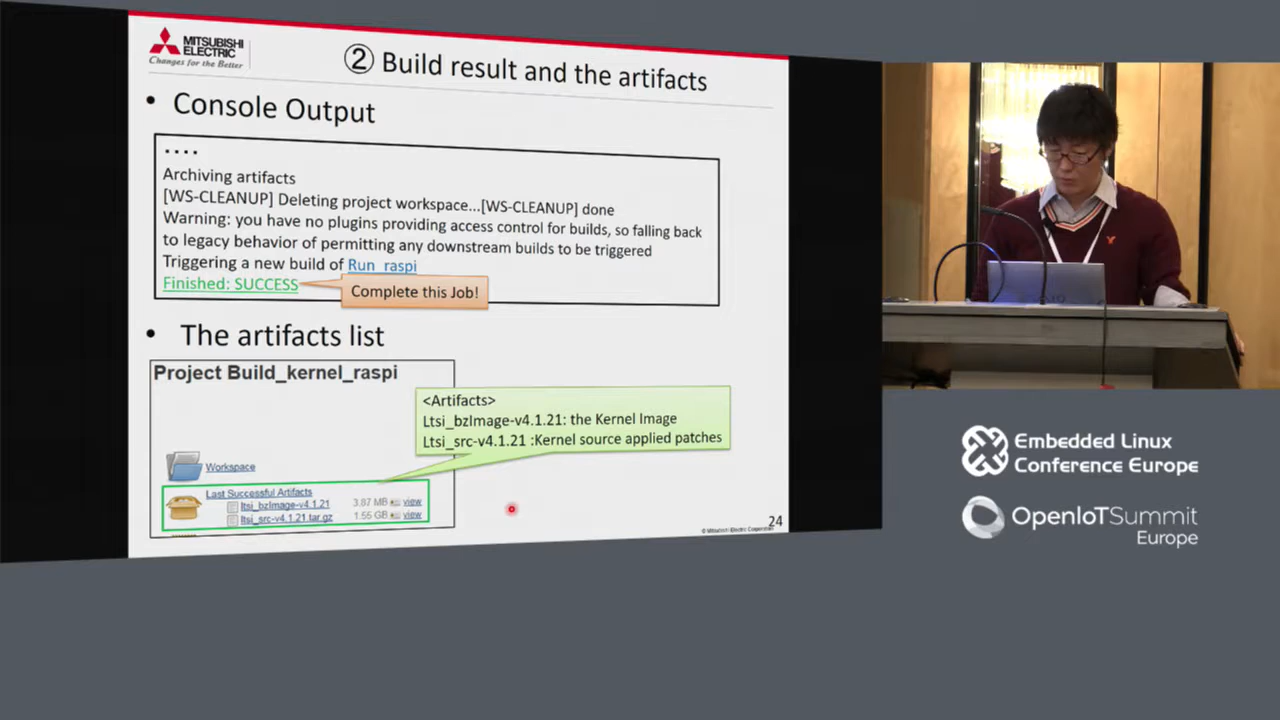 MITSUBISHI
ELECTRIC
Changes for the Better
② Build result and the artifacts
• Console Output
....
Archiving artifacts
[WS-CLEANUP] Deleting project workspace...[WS-CLEANUP] done
Warning: you have no plugins providing access control for builds, so falling back
to legacy behavior of permitting any downstream builds to be triggered
Triggering a new build of Run_raspi
Finished: SUCCESS
Complete this Job!
• The artifacts list
Project Build_kernel_raspi
<Artifacts>
Ltsi_bzImage-v4.1.21: the Kernel Image
Ltsi_src-v4.1.21 :Kernel source applied patches
Workspace
Last Successful Artifacts
ltsi_bzImage-v4.1.21 3.87 MB view
ltsi_src-v4.1.21.tar.gz 1.55 GB view
24
© Mitsubishi Electric Corporation
Embedded Linux
Conference Europe
OpenIoTSummit
Europe